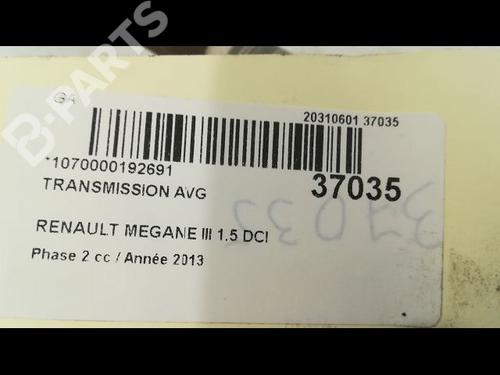 B-PARTS
GA
20310601 37035
*1070000192691
37035
TRANSMISSION AVG
RENAULT MEGANE III 1.5 DCI
Phase 2 cc / Année 2013
37035